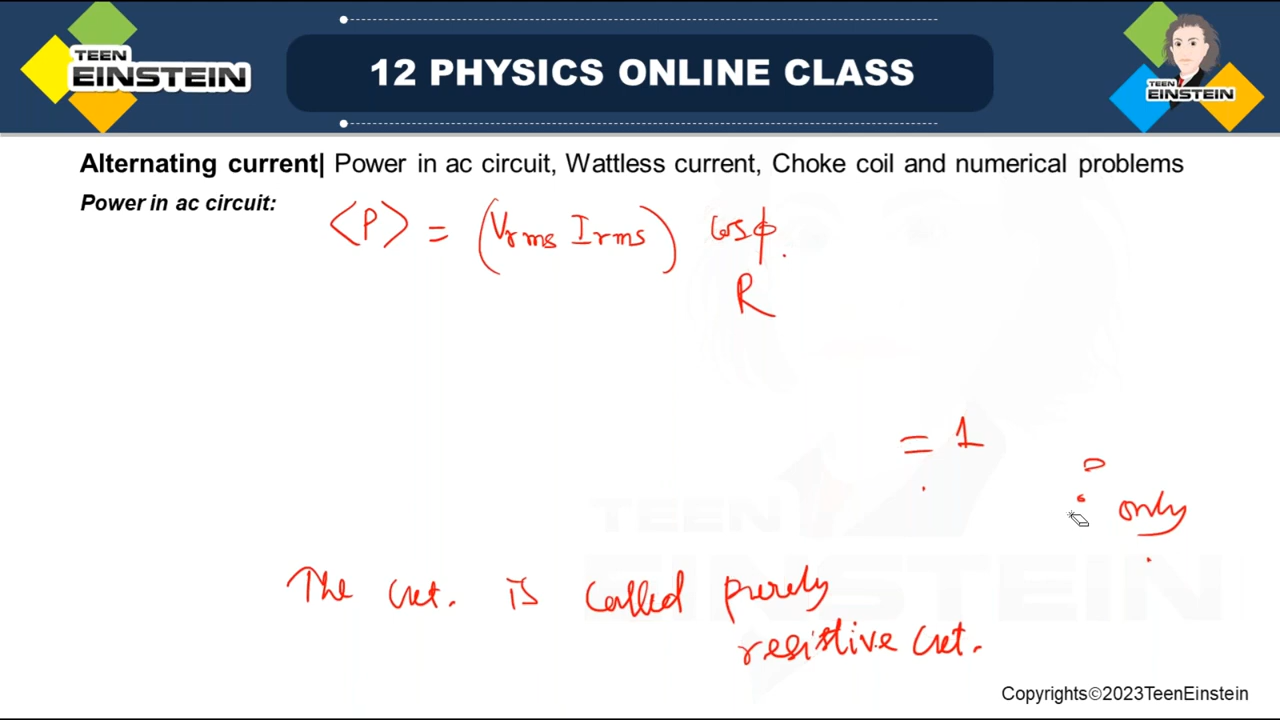 TEEN
EINSTEIN
12 PHYSICS ONLINE CLASS
TEEN
EINSTEIN
Alternating current| Power in ac circuit, Wattless current, Choke coil and numerical problems
Power in ac circuit:
<P> = (Vrms Irms) cosφ.
R
= 1
only
The ckt. is called purely
resistive ckt.
TEEN
EINSTEIN
Copyrights©2023TeenEinstein